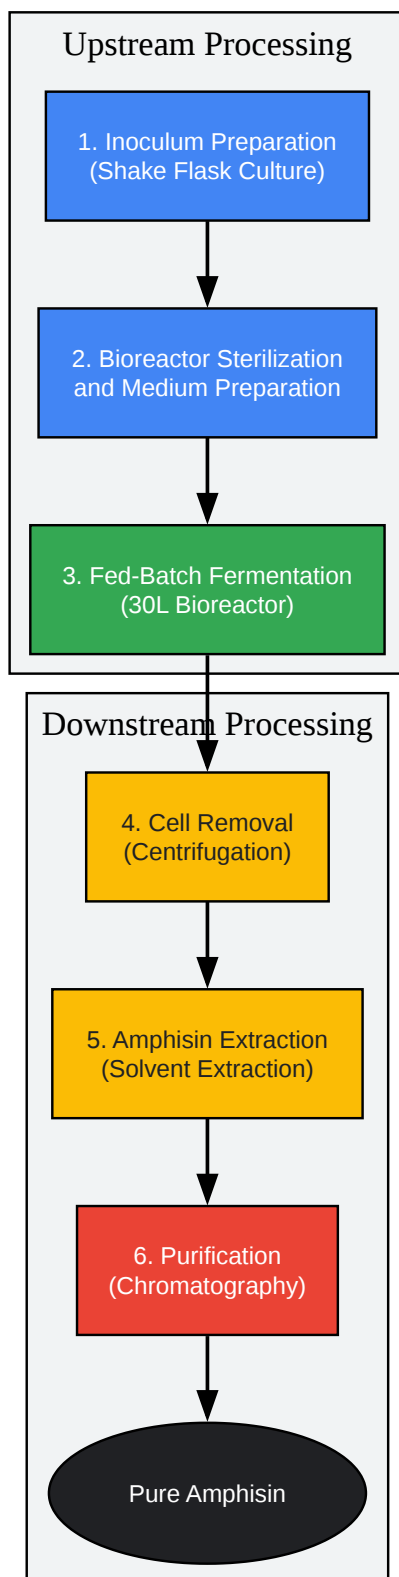 Upstream Processing
1. Inoculum Preparation
(Shake Flask Culture)
2. Bioreactor Sterilization
and Medium Preparation
3. Fed-Batch Fermentation
(30L Bioreactor)
Downstream Processing
4. Cell Removal
(Centrifugation)
5. Amphisin Extraction
(Solvent Extraction)
6. Purification
(Chromatography)
Pure Amphisin